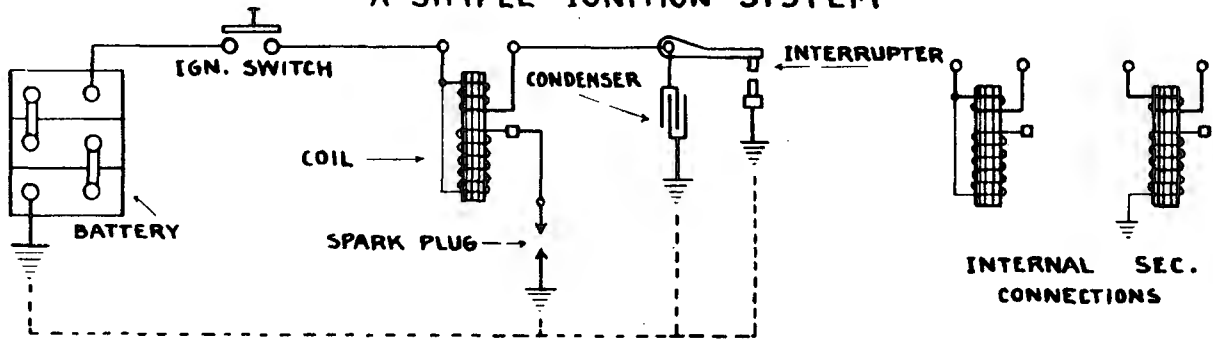 A SIMPLE IGNITION SYSTEM
IGN. SWITCH
INTERRUPTER
CONDENSER
COIL
BATTERY
SPARK PLUG
INTERNAL SEC.
CONNECTIONS